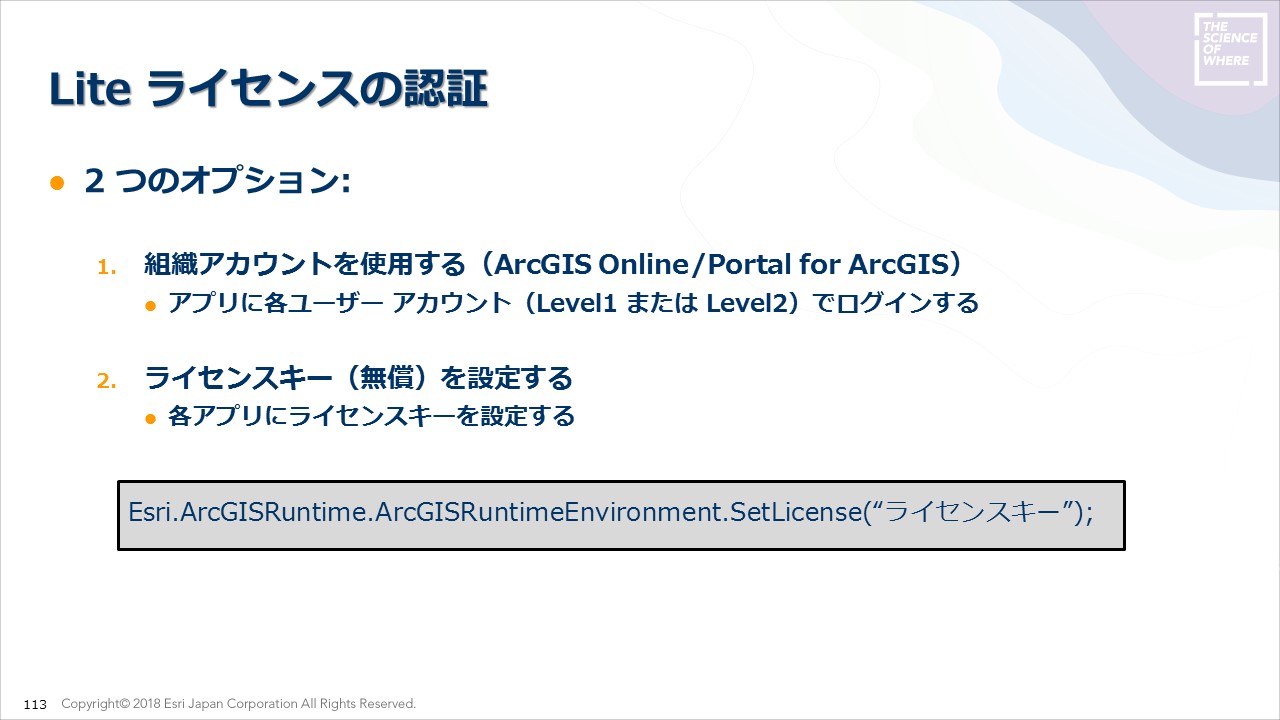 THE
SCIENCE
OF
WHERE
Lite ライセンスの認証
● 2 つのオプション:
1. 組織アカウントを使用する（ArcGIS Online/Portal for ArcGIS）
● アプリに各ユーザー アカウント（Level1 または Level2）でログインする
2. ライセンスキー（無償）を設定する
● 各アプリにライセンスキーを設定する
Esri.ArcGISRuntime.ArcGISRuntimeEnvironment.SetLicense(“ライセンスキー”);
113 Copyright© 2018 Esri Japan Corporation All Rights Reserved.